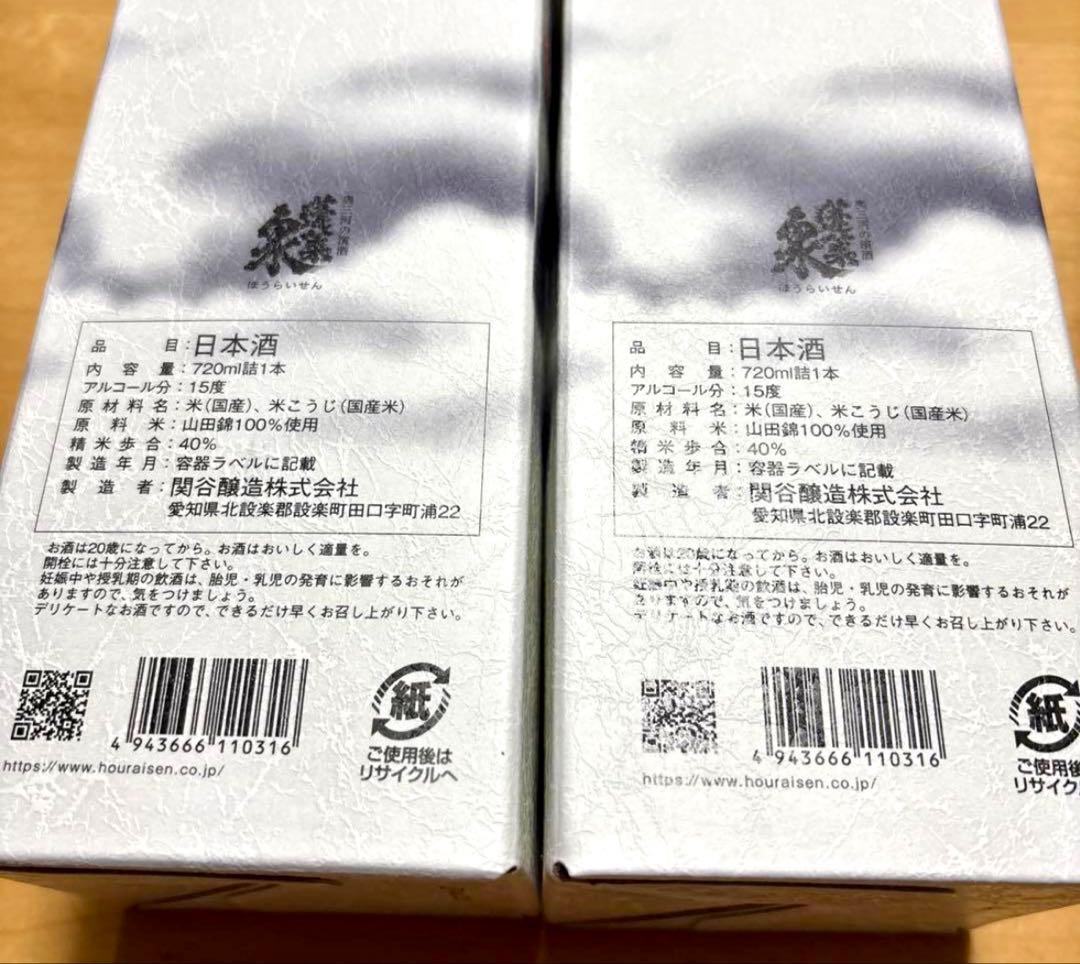 奥三河の濱酒
蓬莱
泉
ほうらいせん
品目:日本酒
内容量:720ml詰1本
アルコール分:15度
原材料名:米(国産)、米こうじ(国産米)
原料米:山田錦100%使用
精米歩合:40%
製造年月:容器ラベルに記載
製造者:関谷醸造株式会社
愛知県北設楽郡設楽町田口字町浦22
お酒は20歳になってから。お酒はおいしく適量を。
開栓には十分注意して下さい。
妊娠中や授乳期の飲酒は、胎児・乳児の発育に影響するおそれが
ありますので、気をつけましょう。
デリケートなお酒ですので、できるだけ早くお召し上がり下さい。
4 943666 110316
https://www.houraisen.co.jp/
紙
ご使用後は
リサイクルへ
奥三河の濱酒
蓬莱
泉
ほうらいせん
品目:日本酒
内容量:720ml詰1本
アルコール分:15度
原材料名:米(国産)、米こうじ(国産米)
原料米:山田錦100%使用
精米歩合:40%
製造年月:容器ラベルに記載
製造者:関谷醸造株式会社
愛知県北設楽郡設楽町田口字町浦22
お酒は20歳になってから。お酒はおいしく適量を。
開栓には十分注意して下さい。
妊娠中や授乳期の飲酒は、胎児・乳児の発育に影響するおそれが
ありますので、気をつけましょう。
デリケートなお酒ですので、できるだけ早くお召し上がり下さい。
4 943666 110316
https://www.houraisen.co.jp/
紙
ご使用後
リサイク